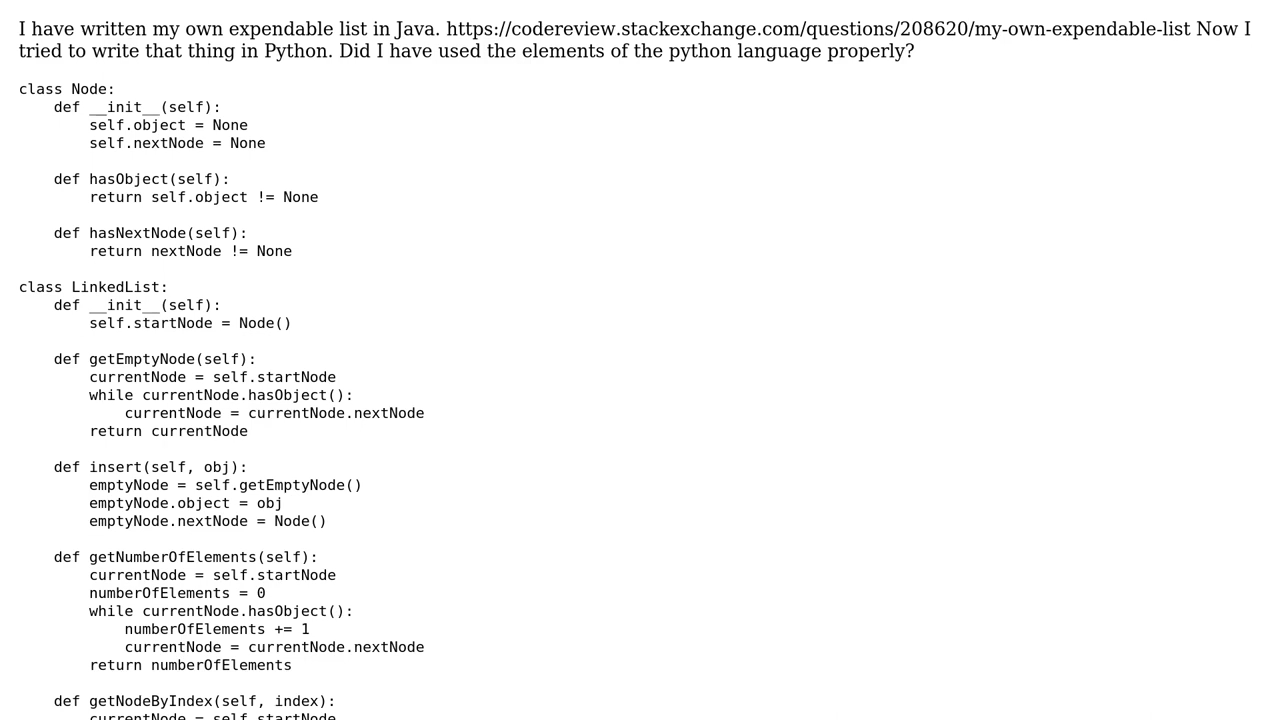 I have written my own expendable list in Java. https://codereview.stackexchange.com/questions/208620/my-own-expendable-list Now I
tried to write that thing in Python. Did I have used the elements of the python language properly?
class Node:
    def __init__(self):
        self.object = None
        self.nextNode = None
    def hasObject(self):
        return self.object != None
    def hasNextNode(self):
        return nextNode != None
class LinkedList:
    def __init__(self):
        self.startNode = Node()
    def getEmptyNode(self):
        currentNode = self.startNode
        while currentNode.hasObject():
            currentNode = currentNode.nextNode
        return currentNode
    def insert(self, obj):
        emptyNode = self.getEmptyNode()
        emptyNode.object = obj
        emptyNode.nextNode = Node()
    def getNumberOfElements(self):
        currentNode = self.startNode
        numberOfElements = 0
        while currentNode.hasObject():
            numberOfElements += 1
            currentNode = currentNode.nextNode
        return numberOfElements
    def getNodeByIndex(self, index):
        currentNode = self.startNode